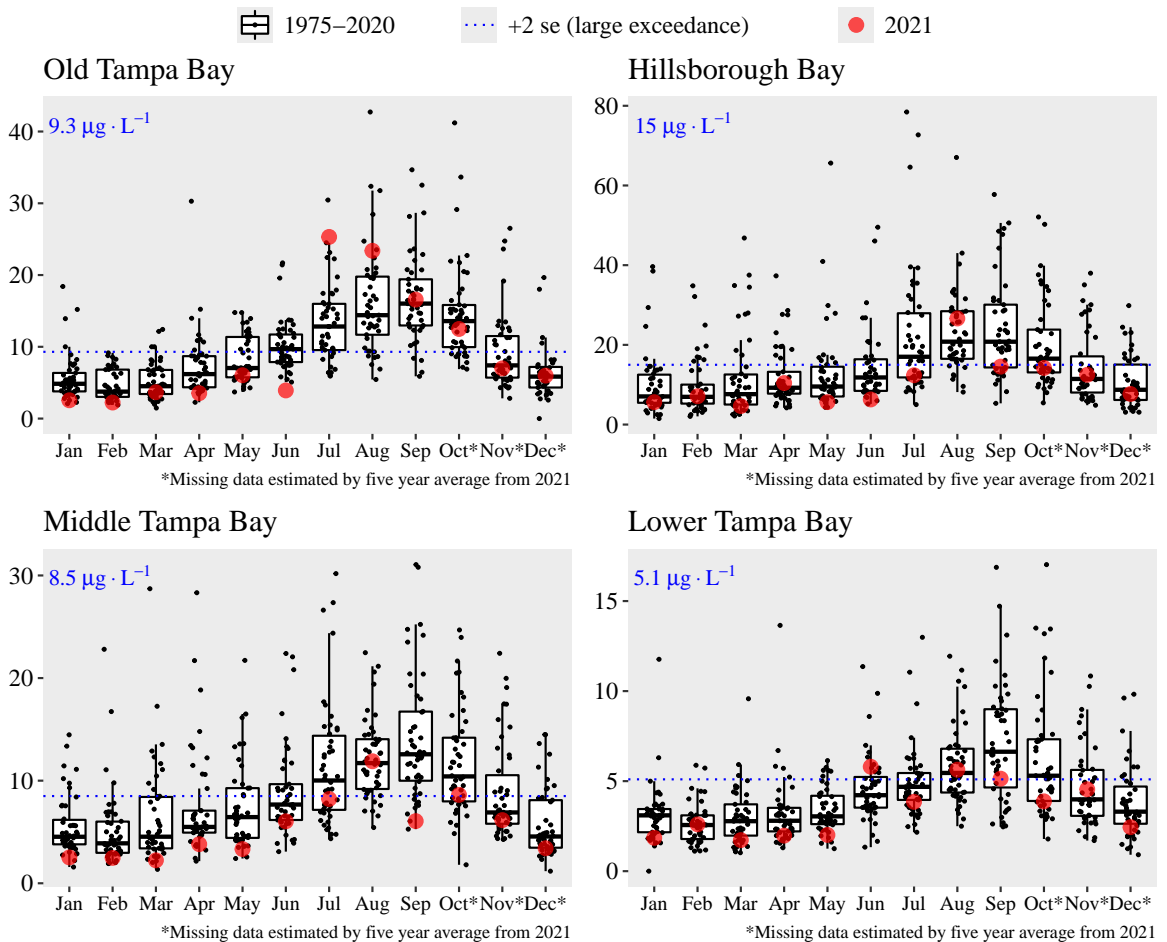 1975–2020 +2 se (large exceedance) 2021
Old Tampa Bay
9.3 μg · L⁻¹
40
30
20
10
0
Jan Feb Mar Apr May Jun Jul Aug Sep Oct* Nov* Dec*
*Missing data estimated by five year average from 2021
Hillsborough Bay
15 μg · L⁻¹
80
60
40
20
0
Jan Feb Mar Apr May Jun Jul Aug Sep Oct* Nov* Dec*
*Missing data estimated by five year average from 2021
Middle Tampa Bay
8.5 μg · L⁻¹
30
20
10
0
Jan Feb Mar Apr May Jun Jul Aug Sep Oct* Nov* Dec*
*Missing data estimated by five year average from 2021
Lower Tampa Bay
5.1 μg · L⁻¹
15
10
5
0
Jan Feb Mar Apr May Jun Jul Aug Sep Oct* Nov* Dec*
*Missing data estimated by five year average from 2021